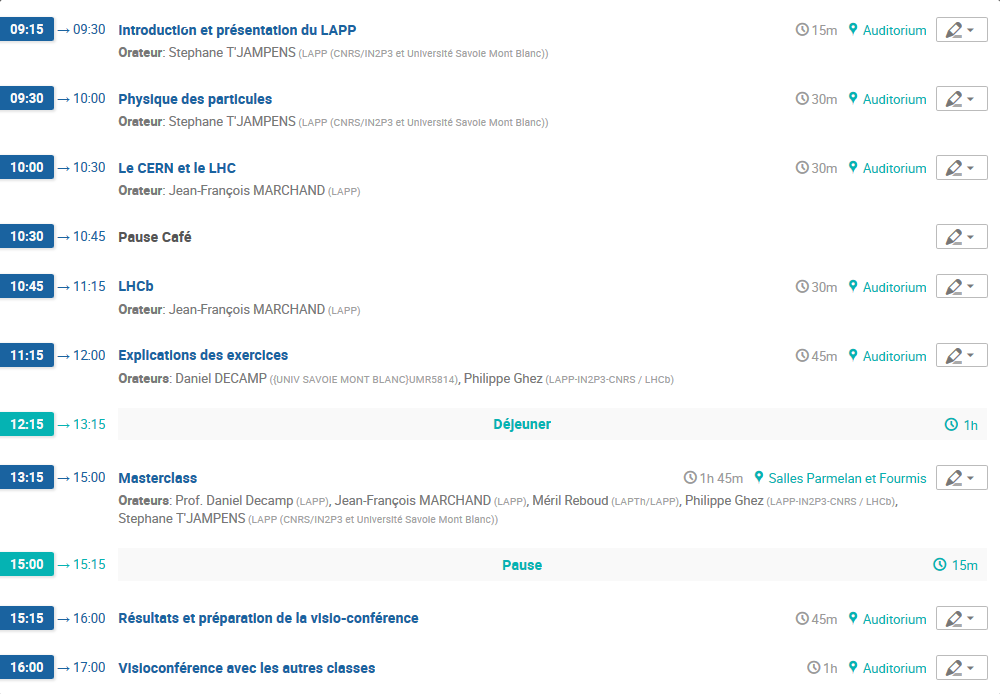 09:15 → 09:30 Introduction et présentation du LAPP 15m Auditorium
Orateur: Stephane T'JAMPENS (LAPP (CNRS/IN2P3 et Université Savoie Mont Blanc))
09:30 → 10:00 Physique des particules 30m Auditorium
Orateur: Stephane T'JAMPENS (LAPP (CNRS/IN2P3 et Université Savoie Mont Blanc))
10:00 → 10:30 Le CERN et le LHC 30m Auditorium
Orateur: Jean-François MARCHAND (LAPP)
10:30 → 10:45 Pause Café
10:45 → 11:15 LHCb 30m Auditorium
Orateur: Jean-François MARCHAND (LAPP)
11:15 → 12:00 Explications des exercices 45m Auditorium
Orateurs: Daniel DECAMP ({UNIV SAVOIE MONT BLANC}UMR5814), Philippe Ghez (LAPP-IN2P3-CNRS / LHCb)
12:15 → 13:15 Déjeuner 1h
13:15 → 15:00 Masterclass 1h 45m Salles Parmelan et Fourmis
Orateurs: Prof. Daniel Decamp (LAPP), Jean-François MARCHAND (LAPP), Méril Reboud (LAPTh/LAPP), Philippe Ghez (LAPP-IN2P3-CNRS / LHCb),
Stephane T'JAMPENS (LAPP (CNRS/IN2P3 et Université Savoie Mont Blanc))
15:00 → 15:15 Pause 15m
15:15 → 16:00 Résultats et préparation de la visio-conférence 45m Auditorium
16:00 → 17:00 Visioconférence avec les autres classes 1h Auditorium